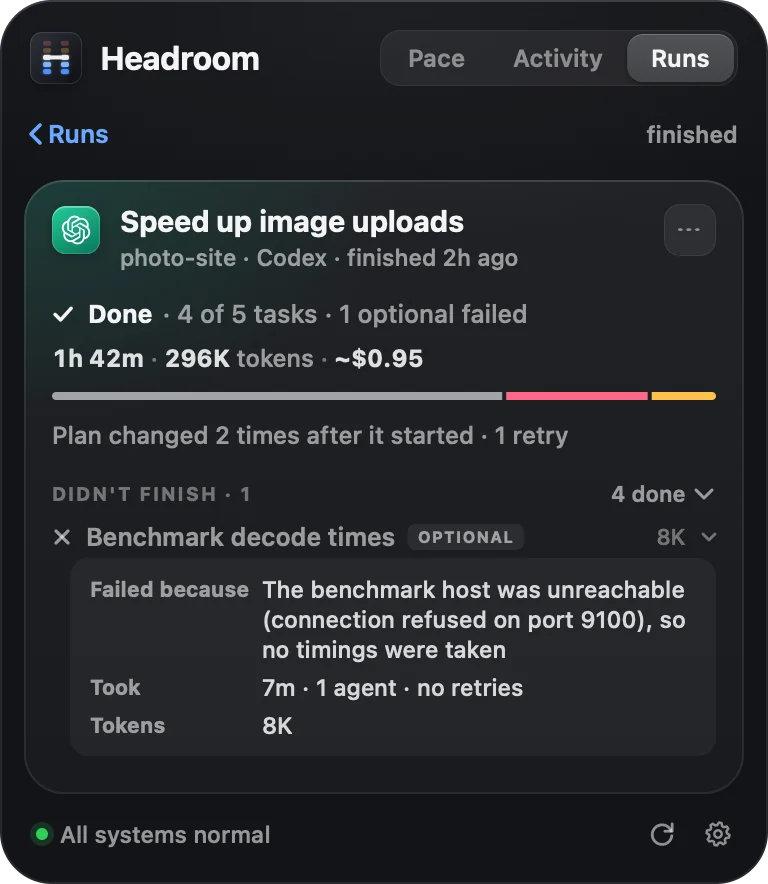 Headroom
Pace
Activity
Runs
Runs
finished
Speed up image uploads
photo-site · Codex · finished 2h ago
Done · 4 of 5 tasks · 1 optional failed
1h 42m · 296K tokens · ~$0.95
Plan changed 2 times after it started · 1 retry
DIDN'T FINISH · 1
4 done
Benchmark decode times
OPTIONAL
8K
Failed because
The benchmark host was unreachable
(connection refused on port 9100), so
no timings were taken
Took
7m · 1 agent · no retries
Tokens
8K
All systems normal